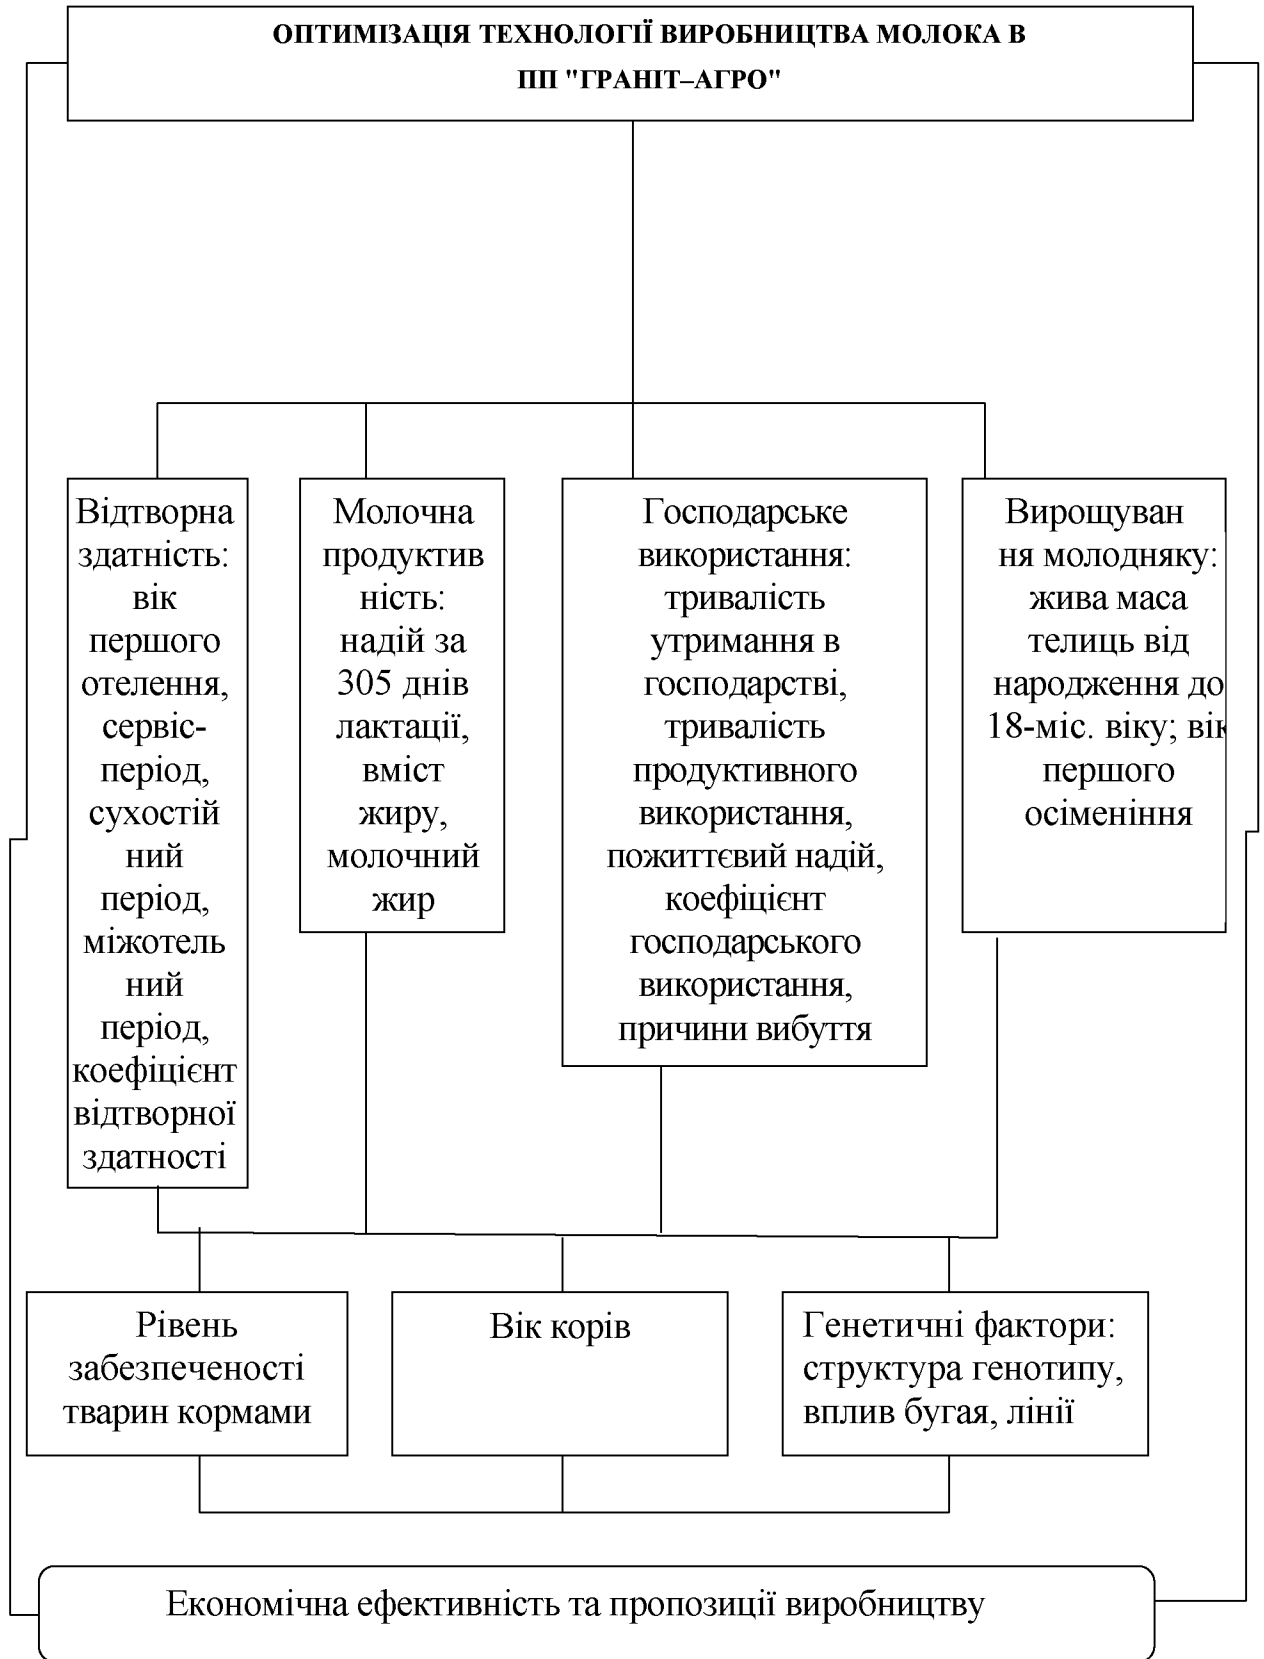 ОПТИМІЗАЦІЯ ТЕХНОЛОГІЇ ВИРОБНИЦТВА МОЛОКА В
ПП "ГРАНІТ–АГРО"
Відтворна
здатність:
вік
першого
отелення,
сервіс-
період,
сухостій
ний
період,
міжотель
ний
період,
коефіцієнт
відтворної
здатності
Молочна
продуктив
ність:
надій за
305 днів
лактації,
вміст
жиру,
молочний
жир
Господарське
використання:
тривалість
утримання в
господарстві,
тривалість
продуктивного
використання,
пожиттєвий надій,
коефіцієнт
господарського
використання,
причини вибуття
Вирощуван
ня молодняку:
жива маса
телиць від
народження до
18-міс. віку; вік
першого
осіменіння
Рівень
забезпеченості
тварин кормами
Вік корів
Генетичні фактори:
структура генотипу,
вплив бугая, лінії
Економічна ефективність та пропозиції виробництву